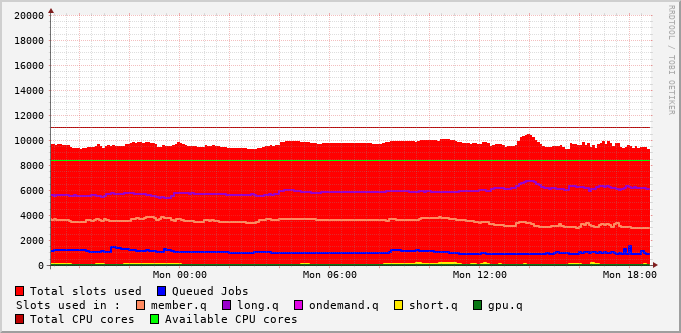 20000
18000
16000
14000
12000
10000
8000
6000
4000
2000
0
Mon 00:00 Mon 06:00 Mon 12:00 Mon 18:00
RRDTOOL / TOBI OETIKER
Total slots used Queued Jobs
Slots used in : member.q long.q ondemand.q short.q gpu.q
Total CPU cores Available CPU cores